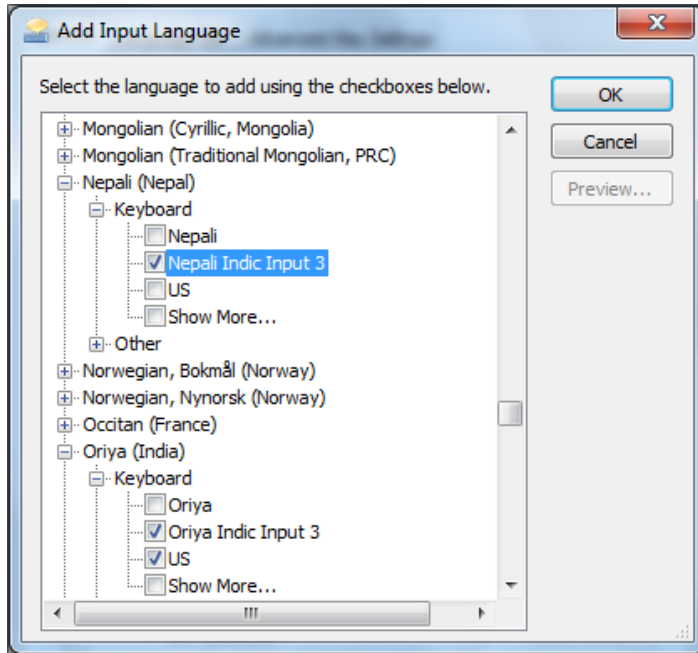 Add Input Language
Select the language to add using the checkboxes below.
OK
Cancel
Preview...
Mongolian (Cyrillic, Mongolia)
Mongolian (Traditional Mongolian, PRC)
Nepali (Nepal)
Keyboard
Nepali
Nepali Indic Input 3
US
Show More...
Other
Norwegian, Bokmål (Norway)
Norwegian, Nynorsk (Norway)
Occitan (France)
Oriya (India)
Keyboard
Oriya
Oriya Indic Input 3
US
Show More...